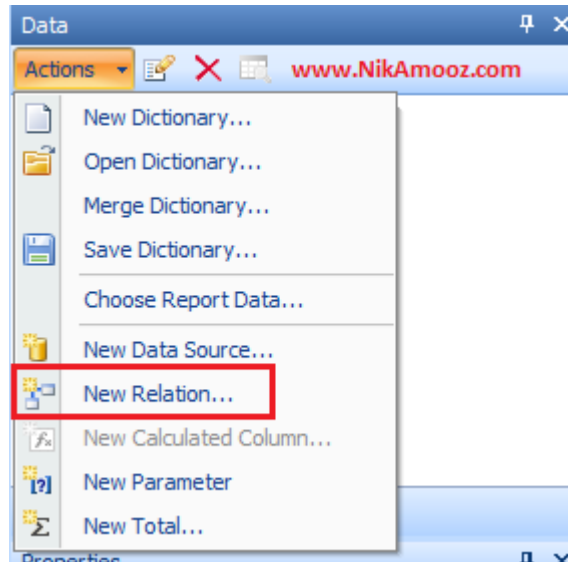 Data
Actions www.NikAmooz.com
New Dictionary...
Open Dictionary...
Merge Dictionary...
Save Dictionary...
Choose Report Data...
New Data Source...
New Relation...
New Calculated Column...
New Parameter
New Total...
Properties